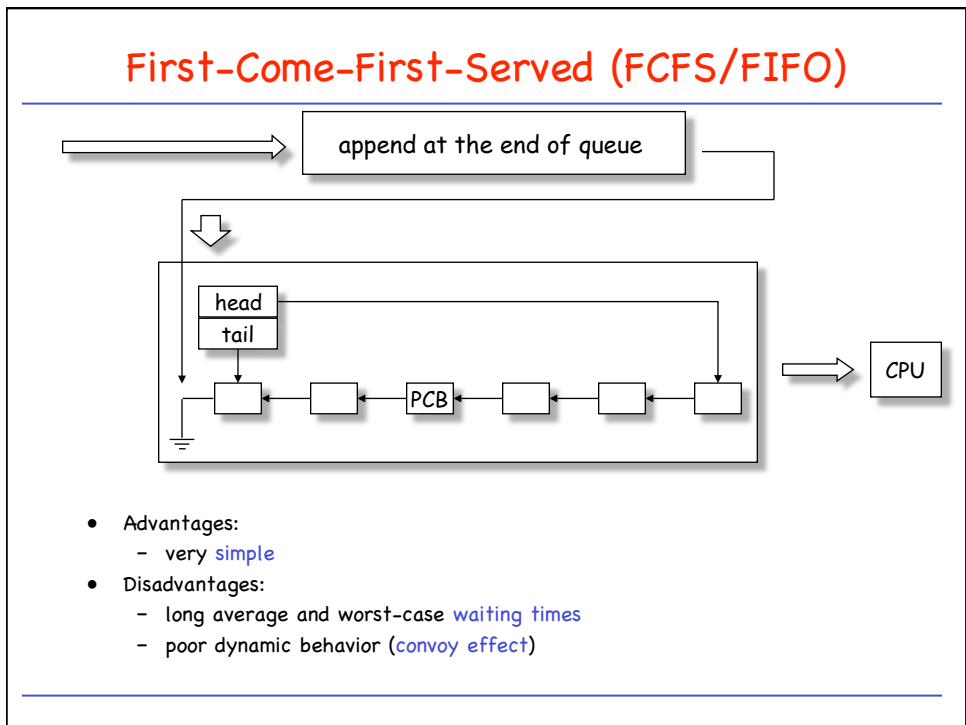 First-Come-First-Served (FCFS/FIFO)
append at the end of queue
head
tail
PCB
CPU
• Advantages:
– very simple
• Disadvantages:
– long average and worst-case waiting times
– poor dynamic behavior (convoy effect)